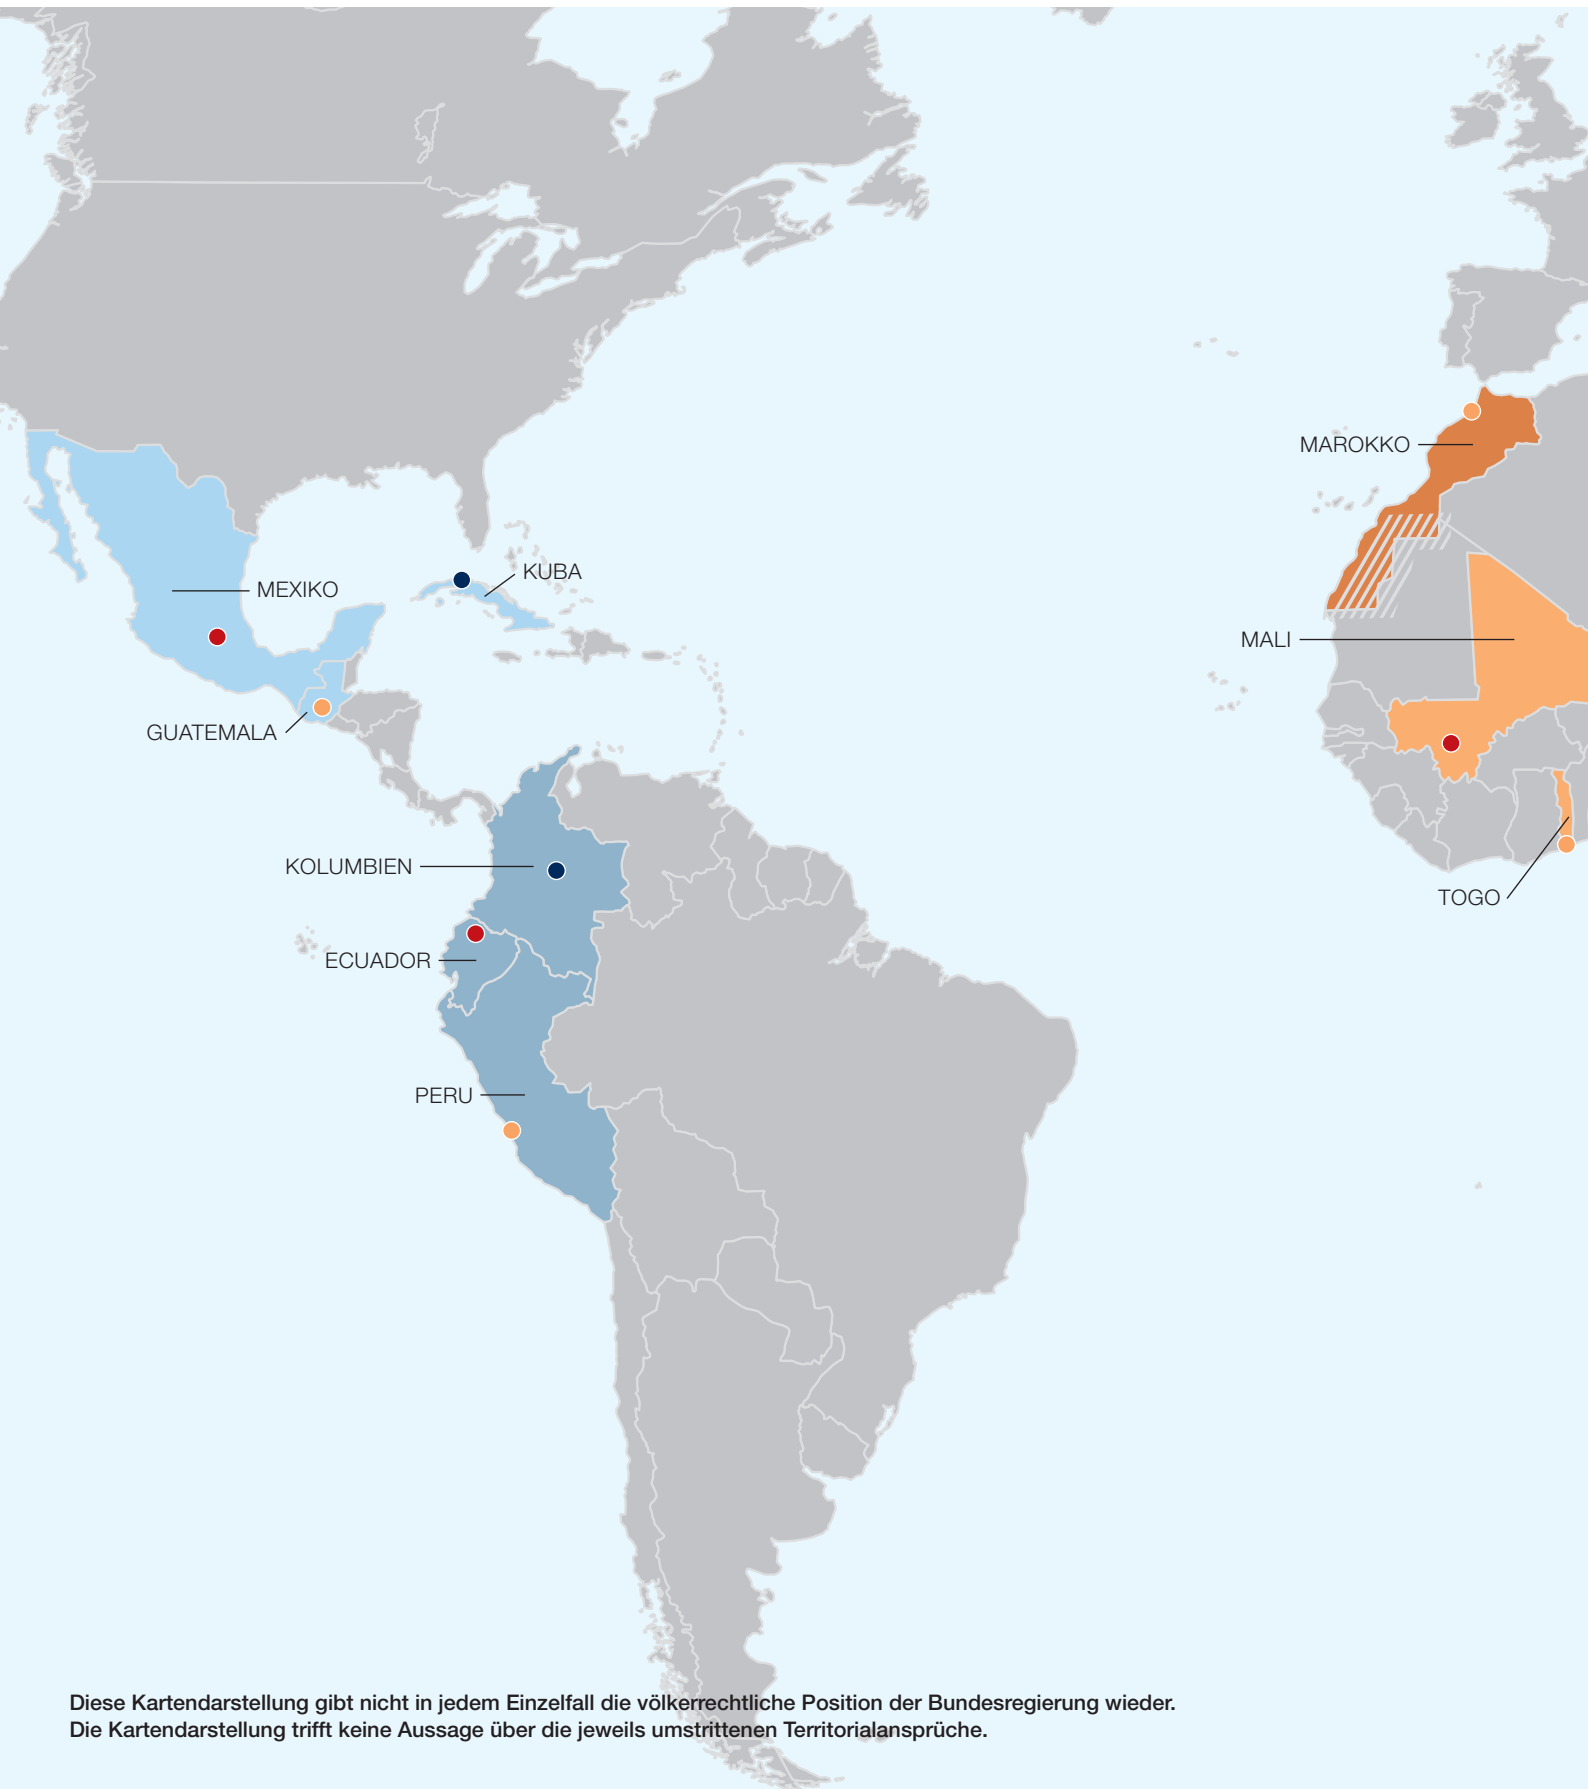 MAROKKO
KUBA
MEXIKO
MALI
GUATEMALA
KOLUMBIEN
TOGO
ECUADOR
PERU
Diese Kartendarstellung gibt nicht in jedem Einzelfall die völkerrechtliche Position der Bundesregierung wieder.
Die Kartendarstellung trifft keine Aussage über die jeweils umstrittenen Territorialansprüche.